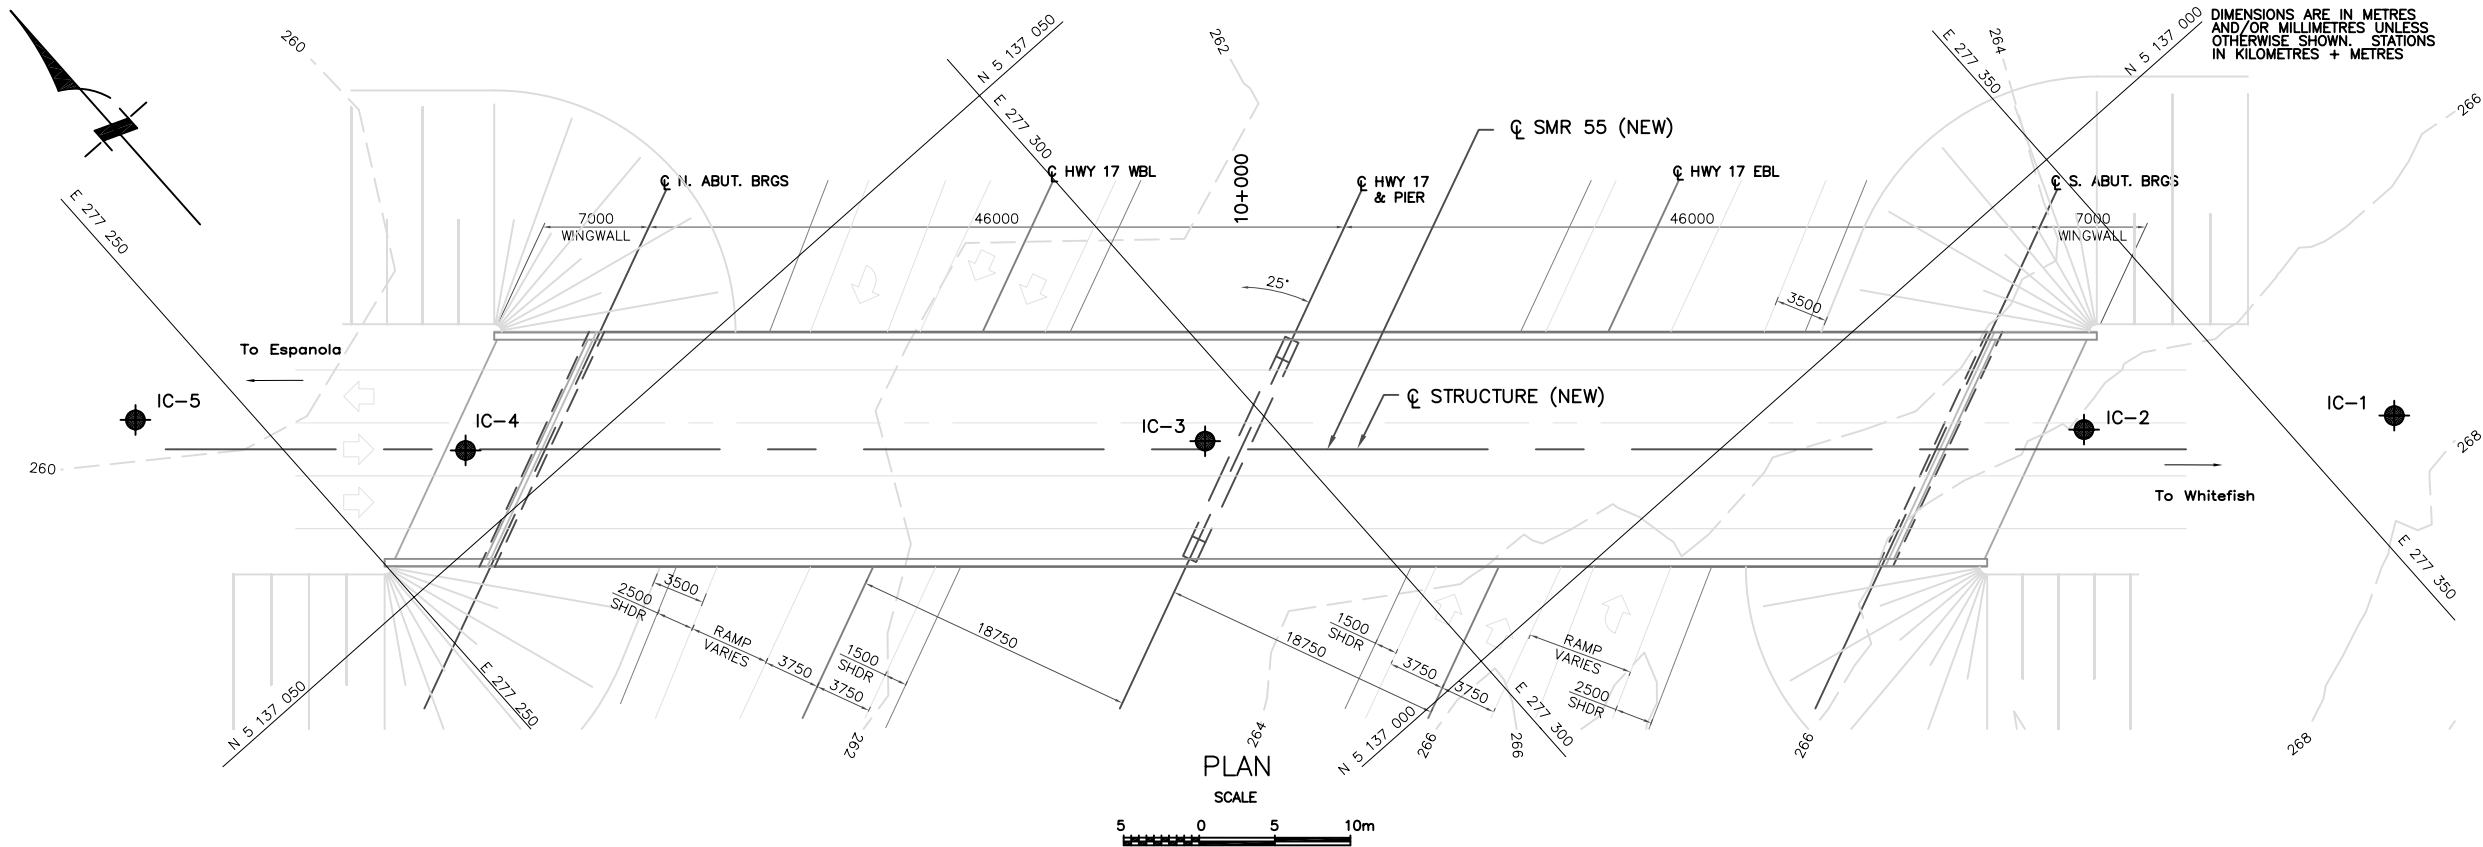 DIMENSIONS ARE IN METRES
AND/OR MILLIMETRES UNLESS
OTHERWISE SHOWN. STATIONS
IN KILOMETRES + METRES
260
N 5 137 050
262
E 277 350
264
N 5 137 000
266
E 277 300
℄ SMR 55 (NEW)
℄ N. ABUT. BRGS
℄ HWY 17 WBL
10+000
℄ HWY 17
& PIER
℄ HWY 17 EBL
℄ S. ABUT. BRGS
E 277 250
7000
WINGWALL
46000
46000
7000
WINGWALL
25°
3500
To Espanola
IC-5
IC-4
IC-3
℄ STRUCTURE (NEW)
IC-2
IC-1
268
260
To Whitefish
E 277 350
2500
SHDR
3500
RAMP
VARIES
3750
1500
SHDR
3750
18750
18750
1500
SHDR
3750
3750
RAMP
VARIES
2500
SHDR
N 5 137 050
E 277 250
262
264
N 5 137 000
266
266
E 277 300
266
268
PLAN
SCALE
5 0 5 10m